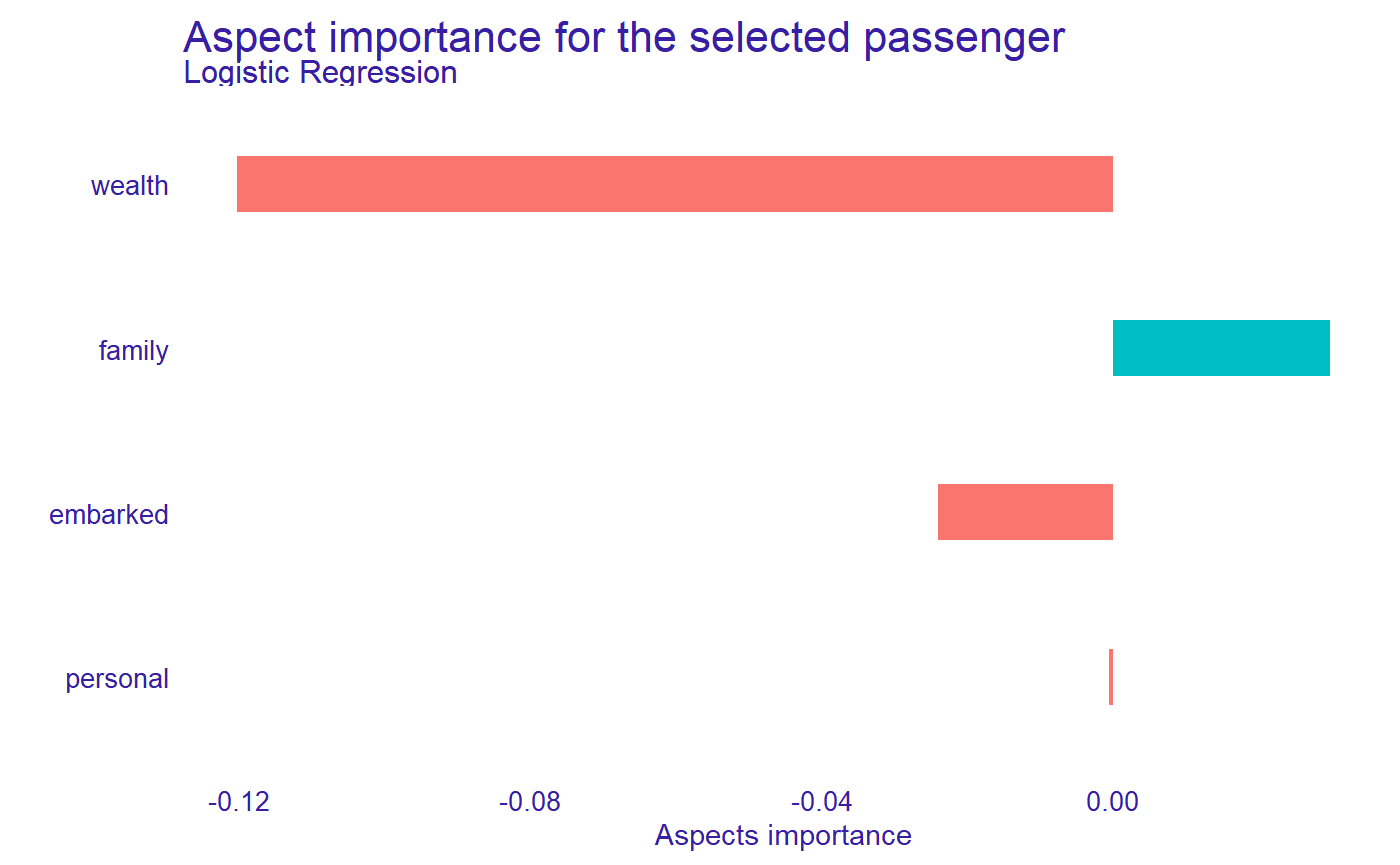 Aspect importance for the selected passenger
Logistic Regression
wealth
family
embarked
personal
-0.12 -0.08 -0.04 0.00
Aspects importance